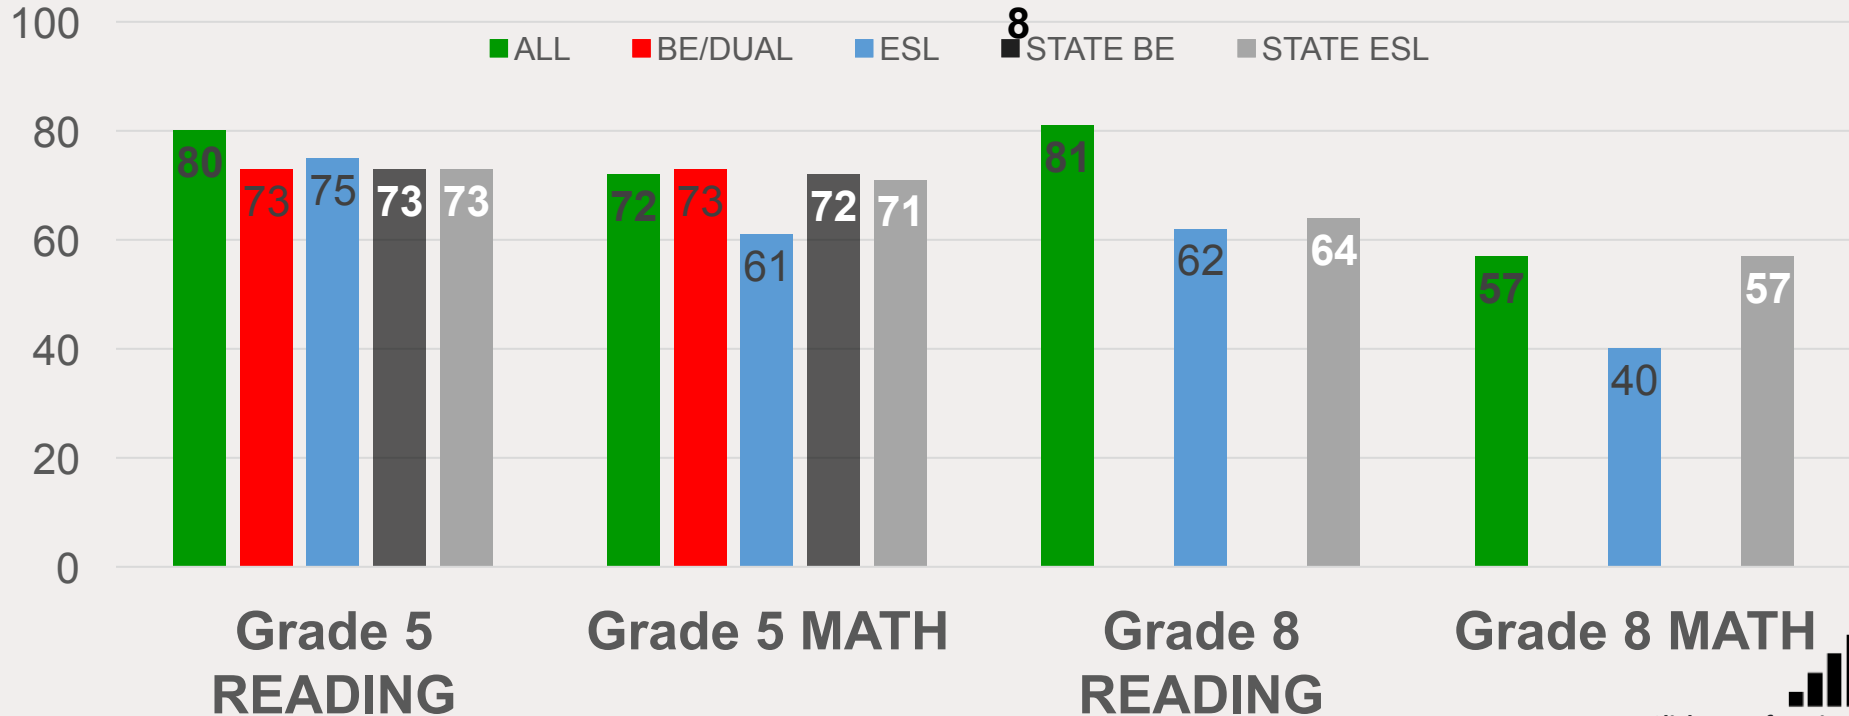 8
100
ALL BE/DUAL ESL STATE BE STATE ESL
80
60
40
20
0
80 73 75 73 73
72 73 61 72 71
81 62 64
57 40 57
Grade 5 READING
Grade 5 MATH
Grade 8 READING
Grade 8 MATH